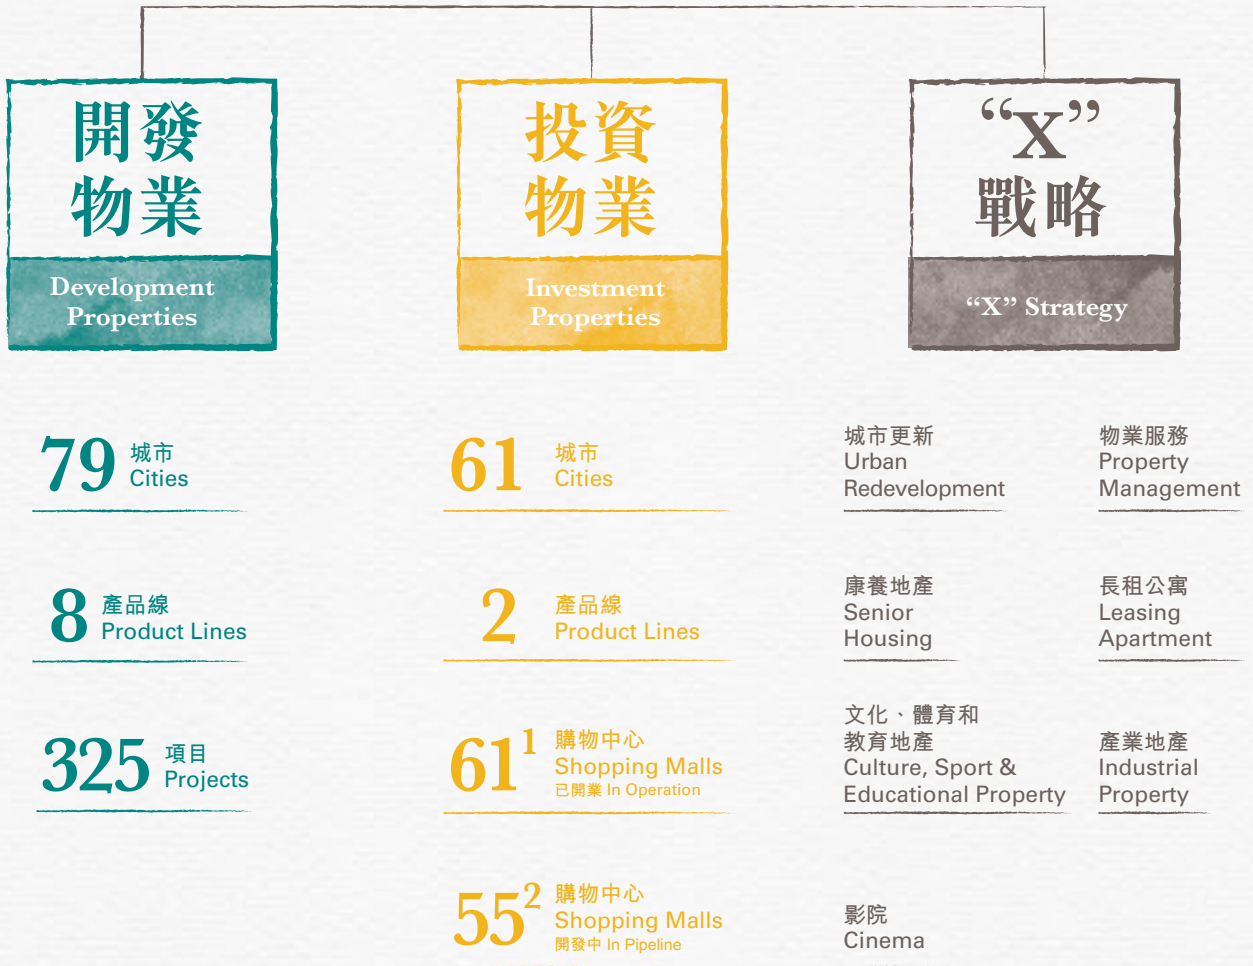 開發
物業
Development
Properties
79 城市
Cities
8 產品線
Product Lines
325 項目
Projects
投資
物業
Investment
Properties
61 城市
Cities
2 產品線
Product Lines
61¹ 購物中心
Shopping Malls
已開業 In Operation
55² 購物中心
Shopping Malls
開發中 In Pipeline
“X”
戰略
“X” Strategy
城市更新
Urban
Redevelopment
物業服務
Property
Management
康養地產
Senior
Housing
長租公寓
Leasing
Apartment
文化、體育和
教育地產
Culture, Sport &
Educational Property
產業地產
Industrial
Property
影院
Cinema